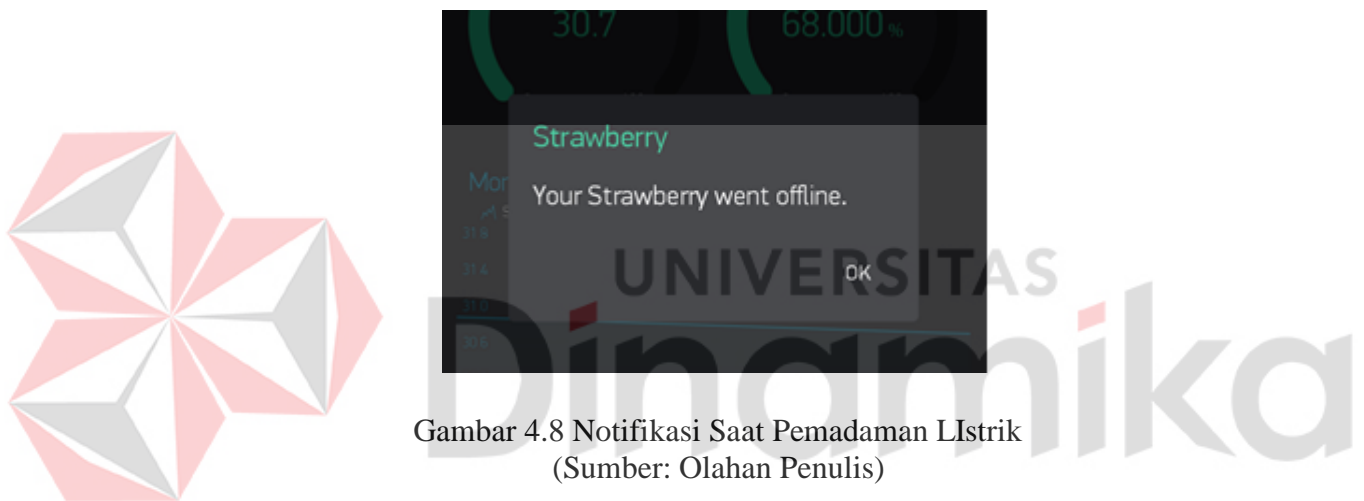 30.7
68.000 %
Strawberry
Your Strawberry went offline.
Mor
31.8
31.4
OK
31.0
30.6
UNIVERSITAS
Dinamika
Gambar 4.8 Notifikasi Saat Pemadaman LIstrik
(Sumber: Olahan Penulis)